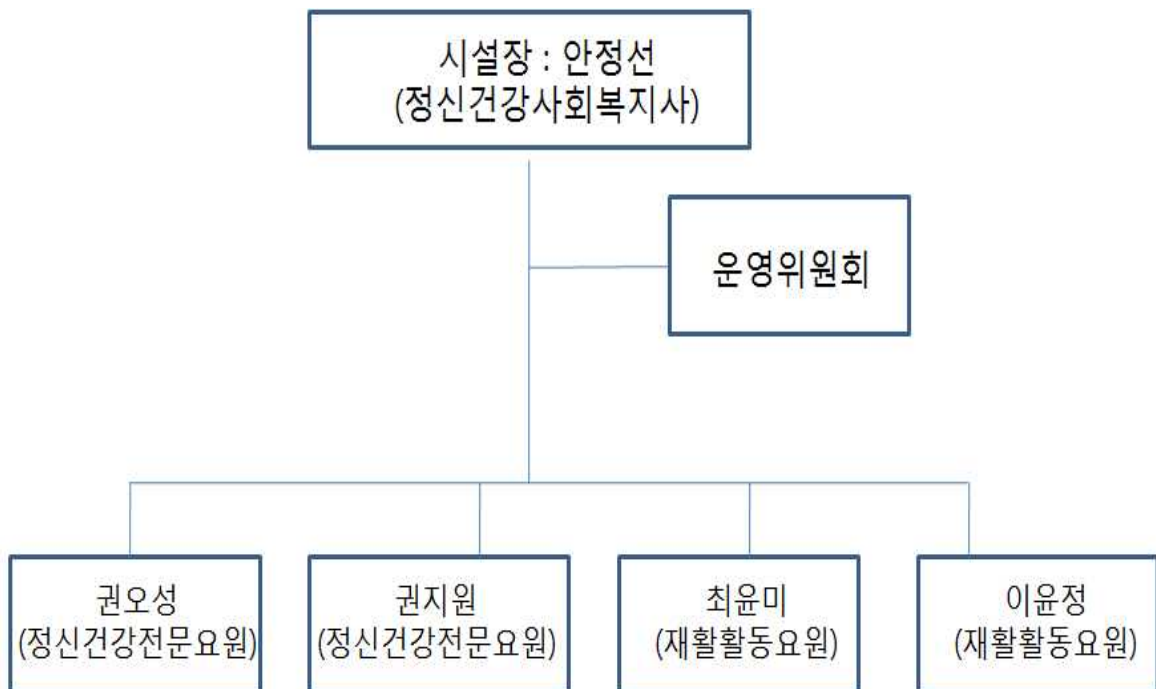 시설장 : 안정선
(정신건강사회복지사)
운영위원회
권오성
(정신건강전문요원)
권지원
(정신건강전문요원)
최윤미
(재활활동요원)
이윤정
(재활활동요원)